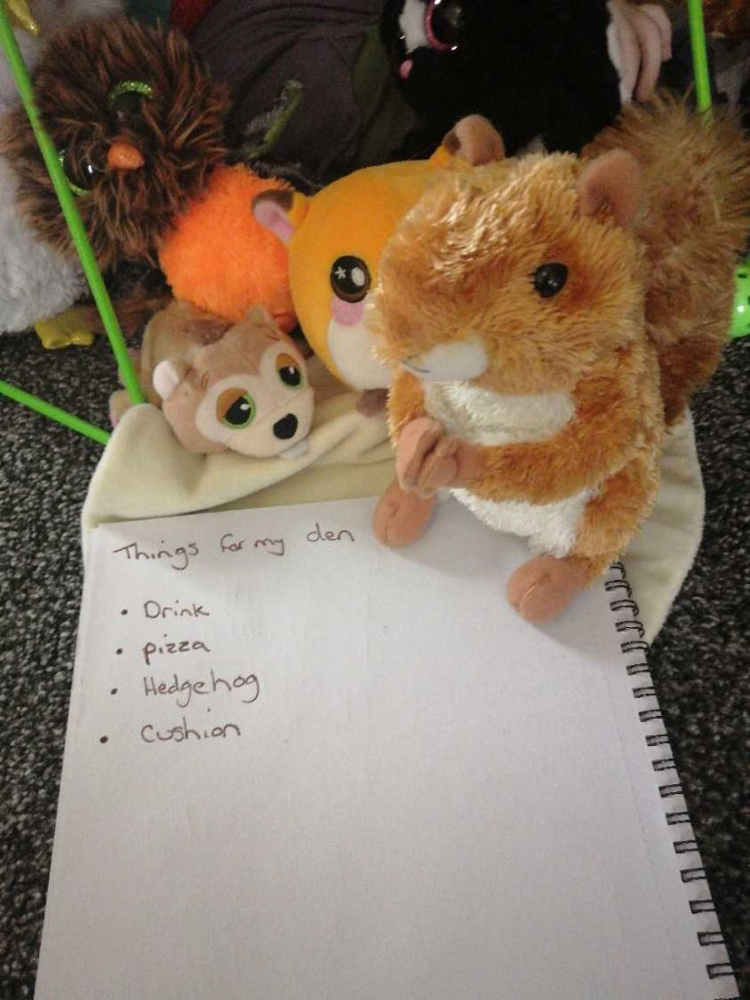 Things for my den
• Drink
• pizza
• Hedgehog
• Cushion